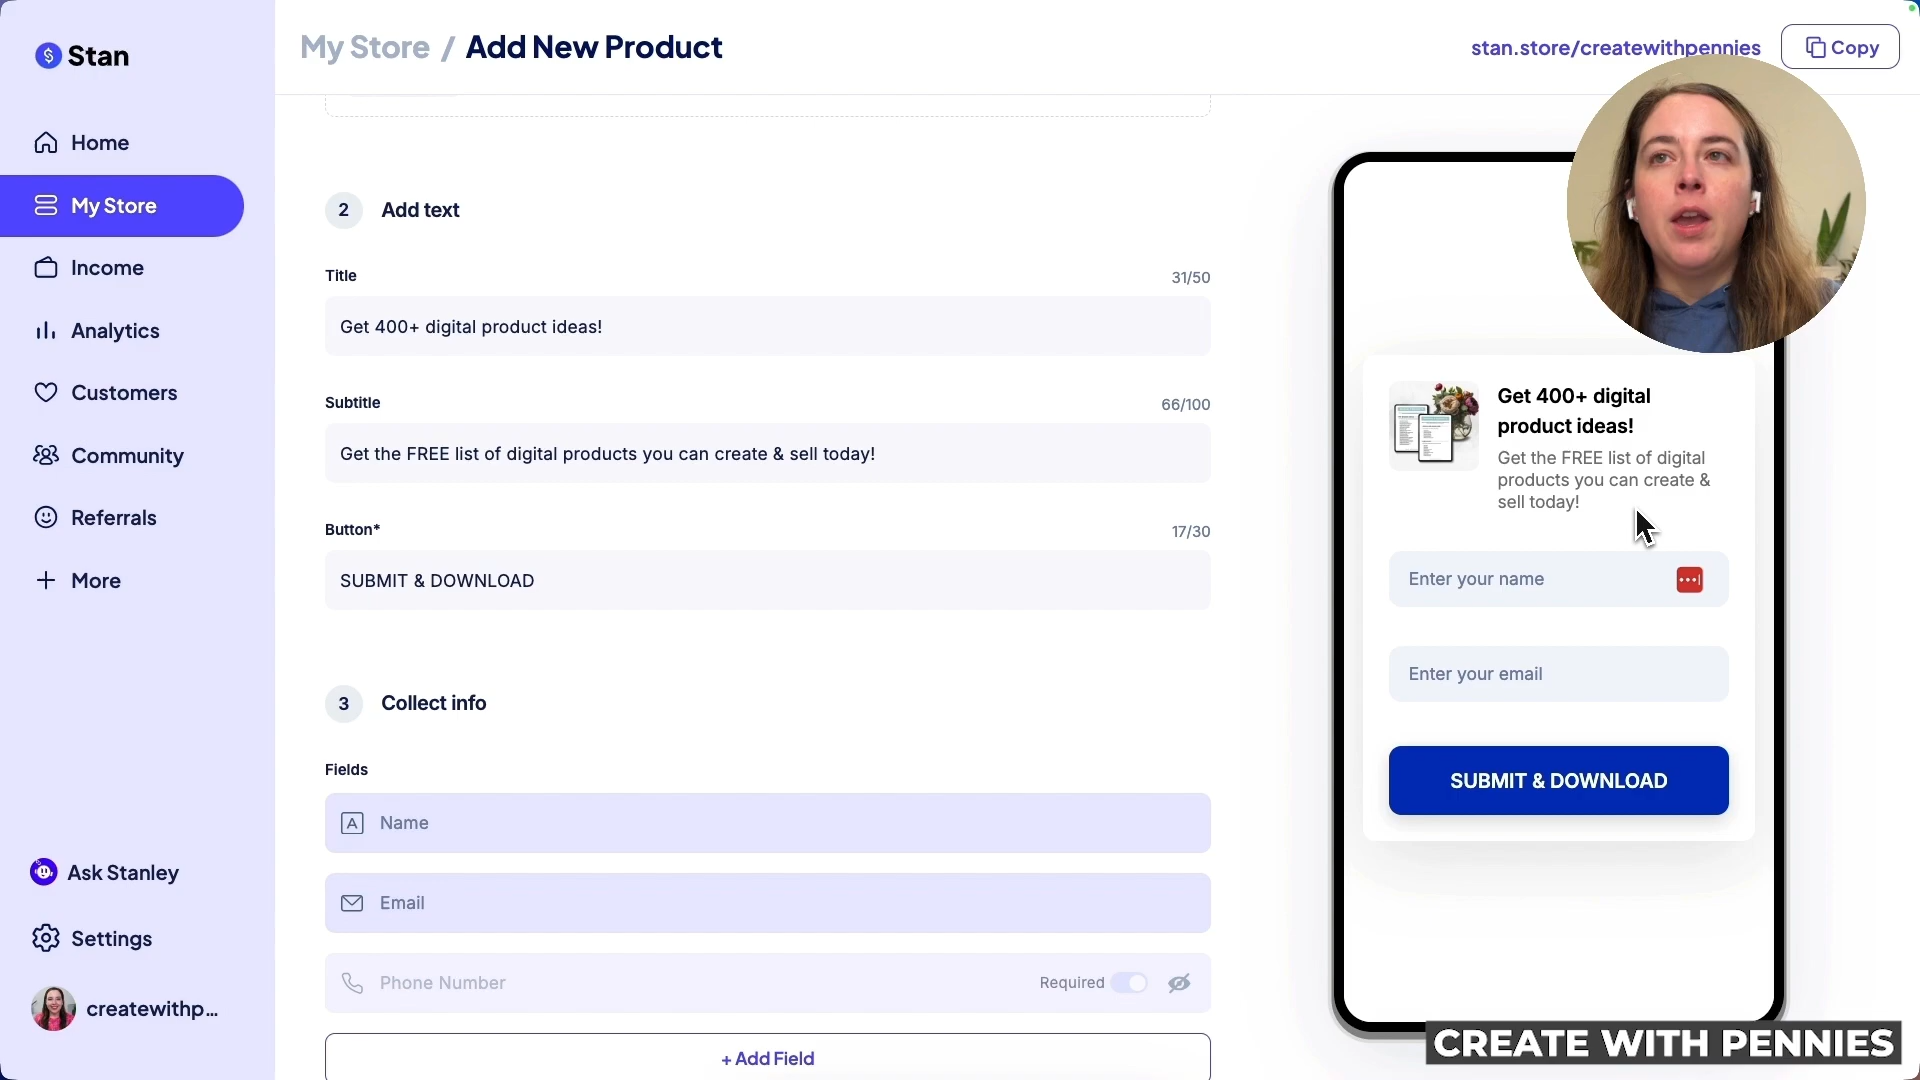 Stan
My Store / Add New Product
stan.store/createwithpennies
Copy
Home
My Store
Income
Analytics
Customers
Community
Referrals
More
Ask Stanley
Settings
createwithp...
2 Add text
Title 31/50
Get 400+ digital product ideas!
Subtitle 66/100
Get the FREE list of digital products you can create & sell today!
Button* 17/30
SUBMIT & DOWNLOAD
3 Collect info
Fields
Name
Email
Phone Number Required
+ Add Field
Get 400+ digital
product ideas!
Get the FREE list of digital
products you can create &
sell today!
Enter your name
Enter your email
SUBMIT & DOWNLOAD
CREATE WITH PENNIES